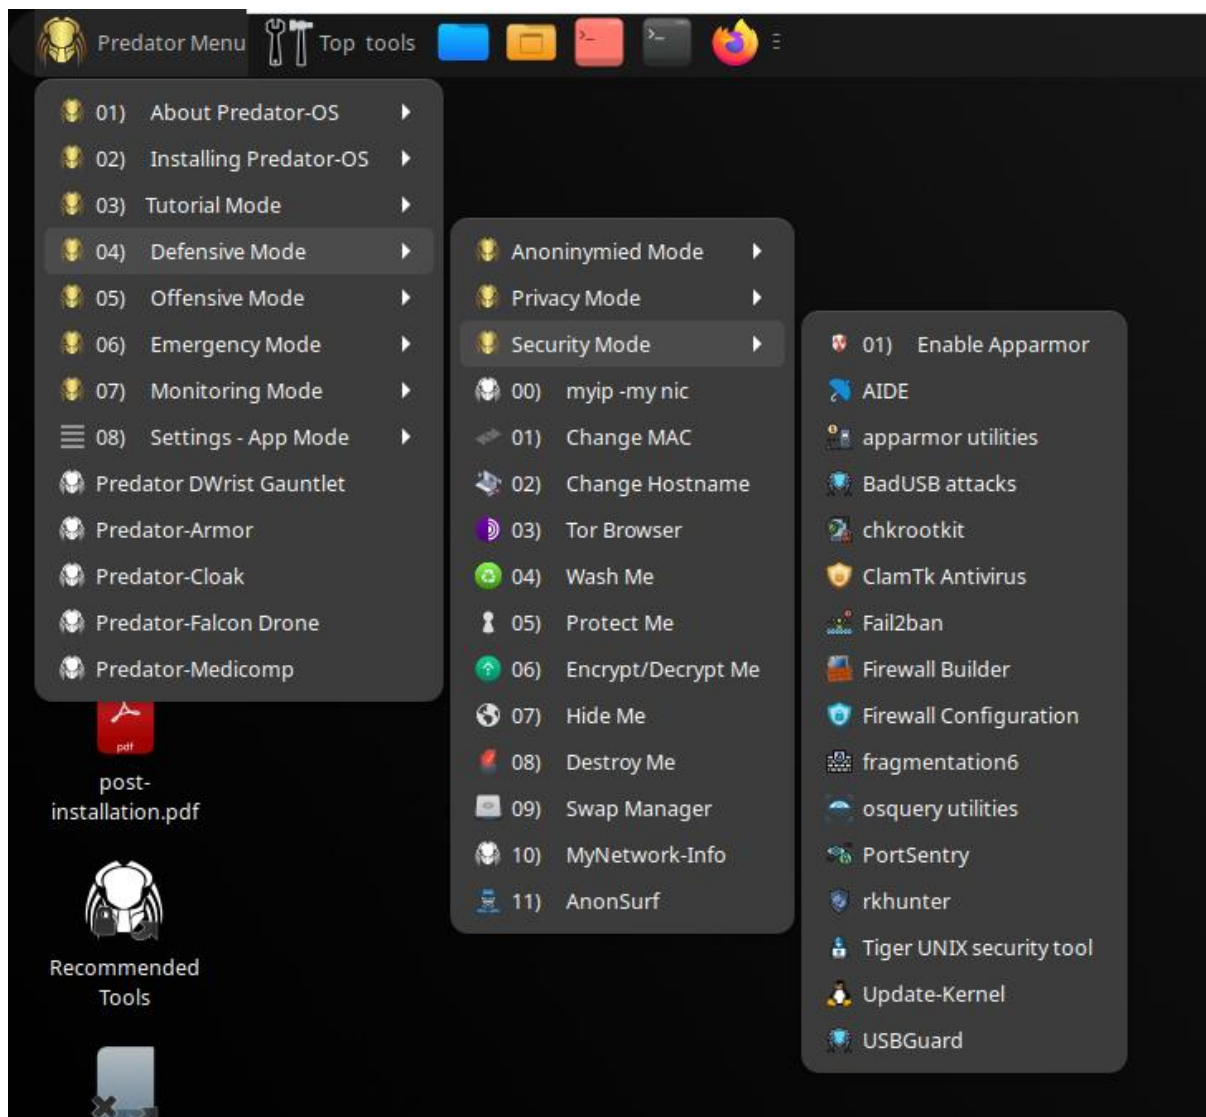 Predator Menu
Top tools
01) About Predator-OS
02) Installing Predator-OS
03) Tutorial Mode
04) Defensive Mode
05) Offensive Mode
06) Emergency Mode
07) Monitoring Mode
08) Settings - App Mode
Predator DWrist Gauntlet
Predator-Armor
Predator-Cloak
Predator-Falcon Drone
Predator-Medicomp
Anoninymied Mode
Privacy Mode
Security Mode
00) myip -my nic
01) Change MAC
02) Change Hostname
03) Tor Browser
04) Wash Me
05) Protect Me
06) Encrypt/Decrypt Me
07) Hide Me
08) Destroy Me
09) Swap Manager
10) MyNetwork-Info
11) AnonSurf
01) Enable Apparmor
AIDE
apparmor utilities
BadUSB attacks
chkrootkit
ClamTk Antivirus
Fail2ban
Firewall Builder
Firewall Configuration
fragmentation6
osquery utilities
PortSentry
rkhunter
Tiger UNIX security tool
Update-Kernel
USBGuard
pdf
post-
installation.pdf
Recommended
Tools